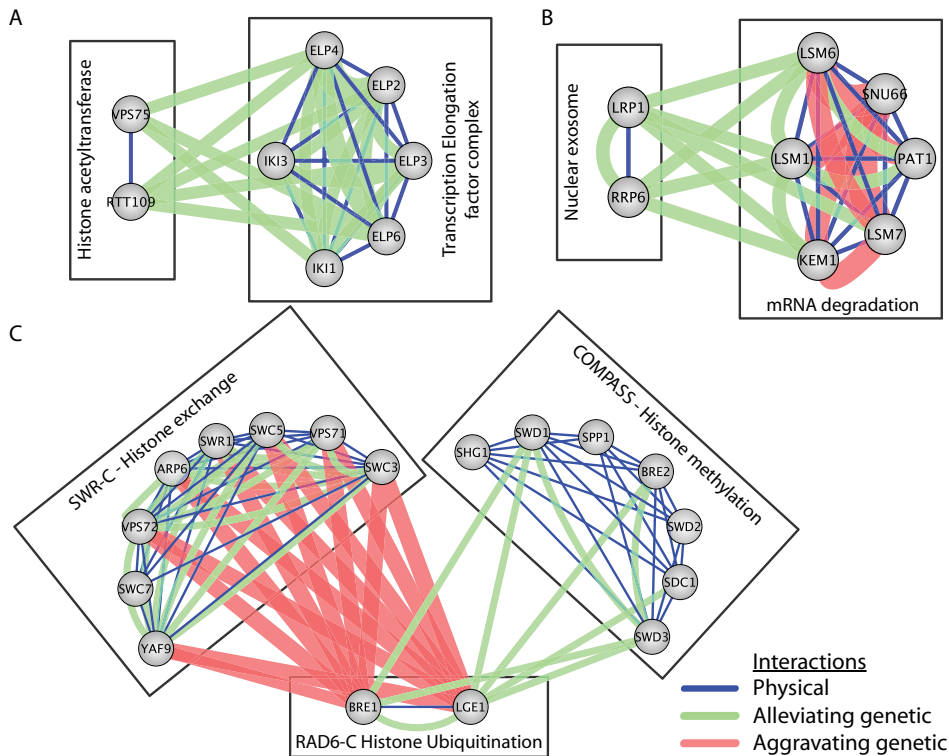 A
Histone acetyltransferase
VPS75
RTT109
ELP4
ELP2
IKI3
ELP3
ELP6
IKI1
Transcription Elongation
factor complex
B
Nuclear exosome
LRP1
RRP6
LSM6
SNU66
LSM1
PAT1
LSM7
KEM1
mRNA degradation
C
SWR-C - Histone exchange
SWC5
VPS71
SWR1
ARP6
SWC3
VPS72
SWC7
YAF9
COMPASS - Histone methylation
SWD1
SPP1
SHG1
BRE2
SWD2
SDC1
SWD3
BRE1
LGE1
RAD6-C Histone Ubiquitination
Interactions
Physical
Alleviating genetic
Aggravating genetic